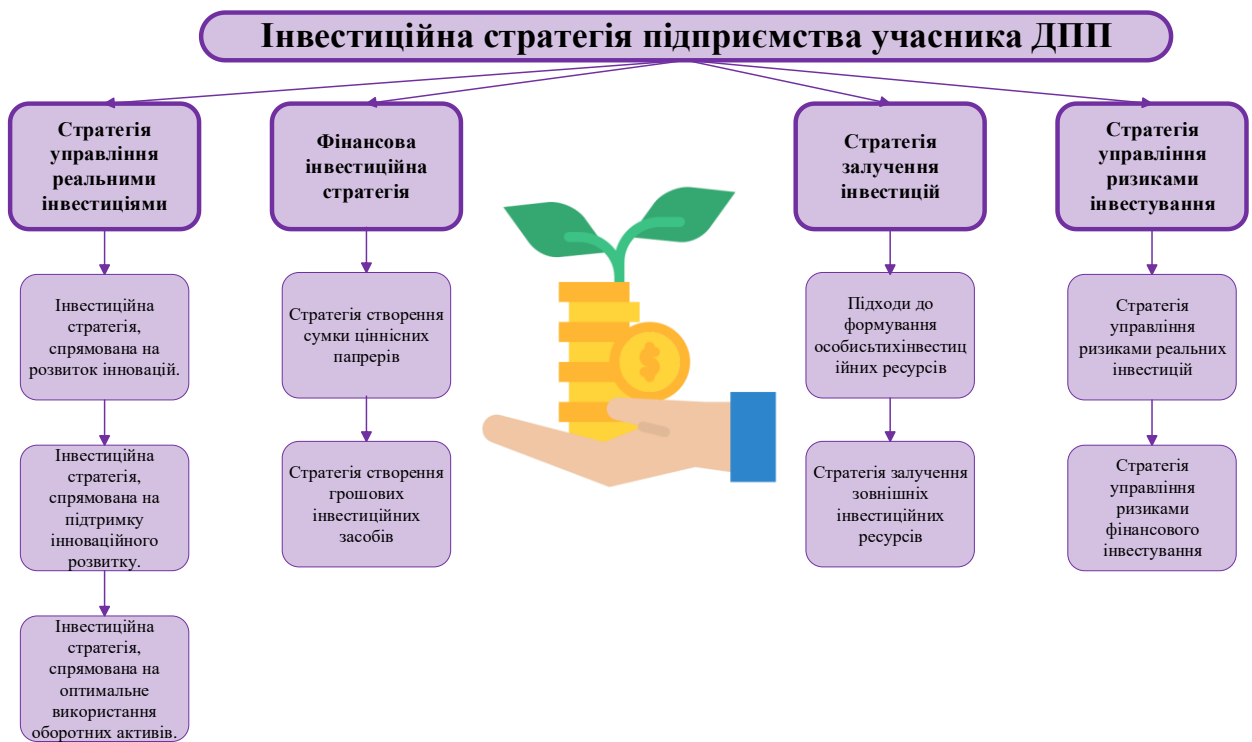 Інвестиційна стратегія підприємства учасника ДПП
Стратегія
управління
реальними
інвестиціями
Фінансова
інвестиційна
стратегія
Стратегія
залучення
інвестицій
Стратегія
управління
ризиками
інвестування
Інвестиційна
стратегія,
спрямована на
розвиток інновацій.
Стратегія створення
сумки ціннісних
папрерів
Підходи до
формування
особисьтихінвестиц
ійних ресурсів
Стратегія
управління
ризиками реальних
інвестицій
Інвестиційна
стратегія,
спрямована на
підтримку
інноваційного
розвитку.
Стратегія створення
грошових
інвестиційних
засобів
Стратегія залучення
зовнішніх
інвестиційних
ресурсів
Стратегія
управління
ризиками
фінансового
інвестування
Інвестиційна
стратегія,
спрямована на
оптимальне
використання
оборотних активів.
$